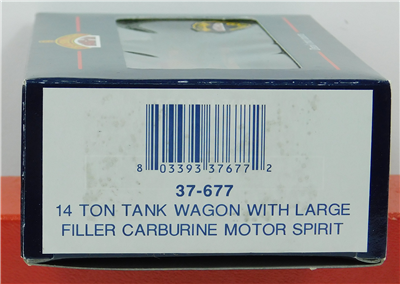 8 03393 37677 2
37-677
14 TON TANK WAGON WITH LARGE
FILLER CARBURINE MOTOR SPIRIT